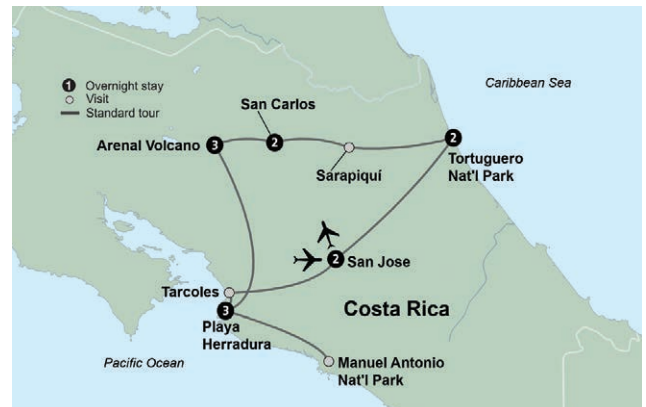 Caribbean Sea
1 Overnight stay
Visit
Standard tour
San Carlos
2
Arenal Volcano 3
2
Tortuguero
Nat'l Park
Sarapiquí
2 San Jose
Tarcoles
3
Playa
Herradura
Costa Rica
Pacific Ocean
Manuel Antonio
Nat'l Park